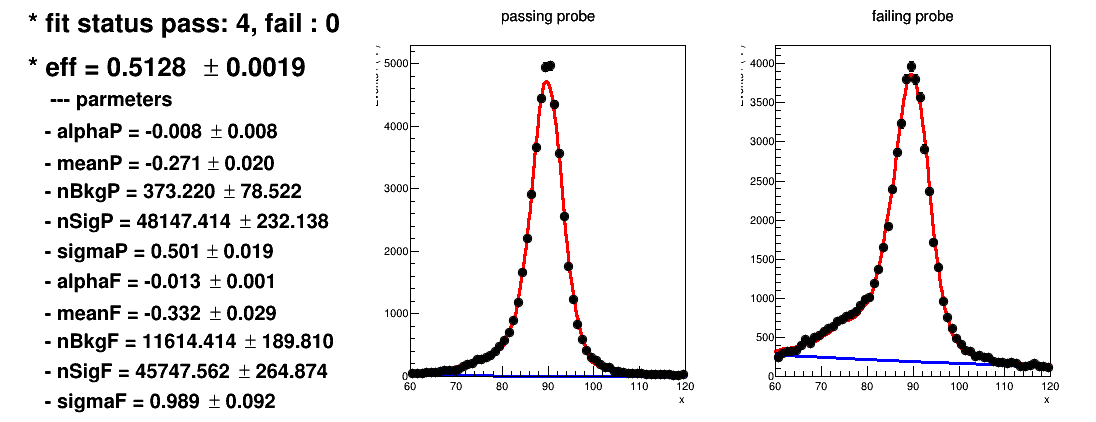 * fit status pass: 4, fail : 0
* eff = 0.5128 ± 0.0019
--- parmeters
- alphaP = -0.008 ± 0.008
- meanP = -0.271 ± 0.020
- nBkgP = 373.220 ± 78.522
- nSigP = 48147.414 ± 232.138
- sigmaP = 0.501 ± 0.019
- alphaF = -0.013 ± 0.001
- meanF = -0.332 ± 0.029
- nBkgF = 11614.414 ± 189.810
- nSigF = 45747.562 ± 264.874
- sigmaF = 0.989 ± 0.092
passing probe
5000
4000
3000
2000
1000
0
60 70 80 90 100 110 120
x
failing probe
4000
3500
3000
2500
2000
1500
1000
500
0
60 70 80 90 100 110 120
x